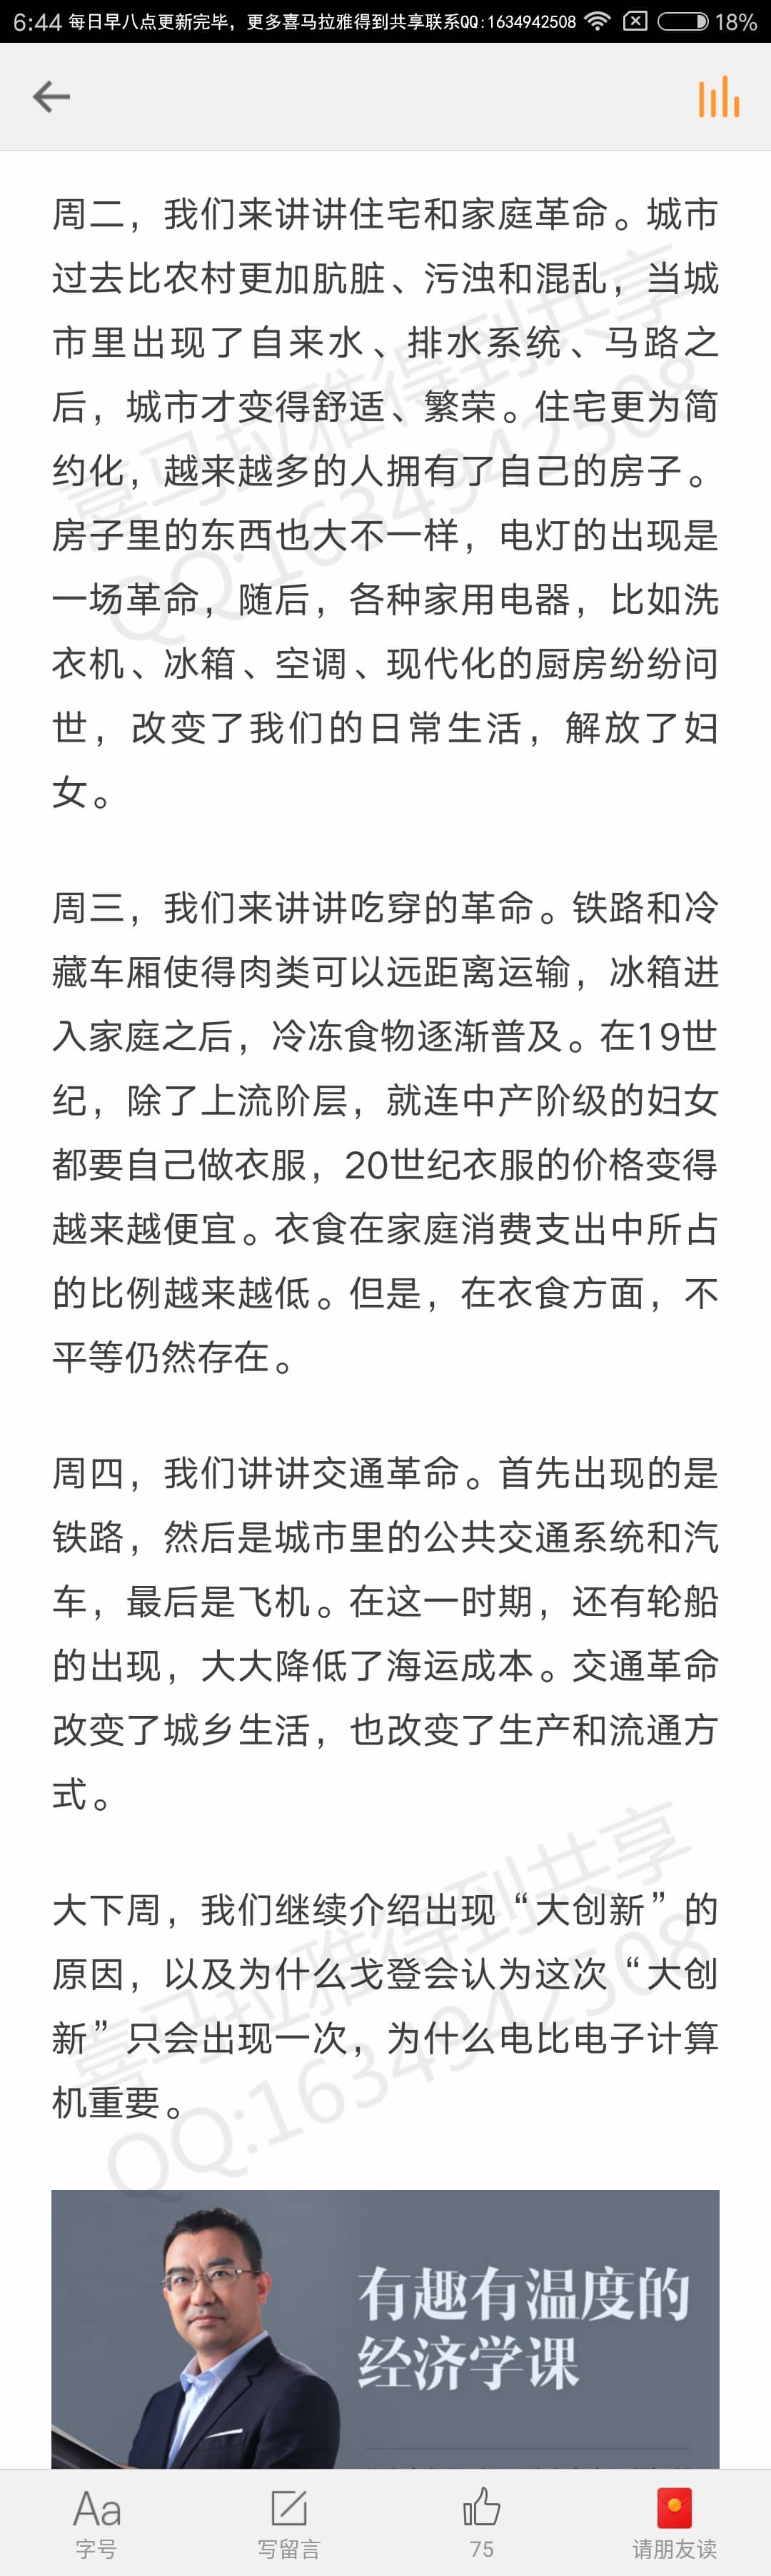 6:44 每日早八点更新完毕，更多喜马拉雅得到共享联系QQ:1634942508 18%
周二，我们来讲讲住宅和家庭革命。城市
过去比农村更加肮脏、污浊和混乱，当城
市里出现了自来水、排水系统、马路之
后，城市才变得舒适、繁荣。住宅更为简
约化，越来越多的人拥有了自己的房子。
房子里的东西也大不一样，电灯的出现是
一场革命，随后，各种家用电器，比如洗
衣机、冰箱、空调、现代化的厨房纷纷问
世，改变了我们的日常生活，解放了妇
女。
喜马拉雅得到共享
QQ:1634942508
周三，我们来讲讲吃穿的革命。铁路和冷
藏车厢使得肉类可以远距离运输，冰箱进
入家庭之后，冷冻食物逐渐普及。在19世
纪，除了上流阶层，就连中产阶级的妇女
都要自己做衣服，20世纪衣服的价格变得
越来越便宜。衣食在家庭消费支出中所占
的比例越来越低。但是，在衣食方面，不
平等仍然存在。
周四，我们讲讲交通革命。首先出现的是
铁路，然后是城市里的公共交通系统和汽
车，最后是飞机。在这一时期，还有轮船
的出现，大大降低了海运成本。交通革命
改变了城乡生活，也改变了生产和流通方
式。
大下周，我们继续介绍出现“大创新”的
原因，以及为什么戈登会认为这次“大创
新”只会出现一次，为什么电比电子计算
机重要。
喜马拉雅得到共享
QQ:1634942508
有趣有温度的
经济学课
Aa
字号
写留言
75
请朋友读